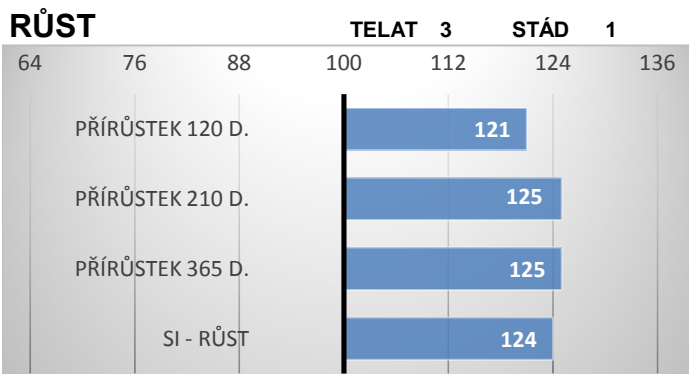 RŮST TELAT 3 STÁD 1
64 76 88 100 112 124 136
PŘÍRŮSTEK 120 D. 121
PŘÍRŮSTEK 210 D. 125
PŘÍRŮSTEK 365 D. 125
SI - RŮST 124